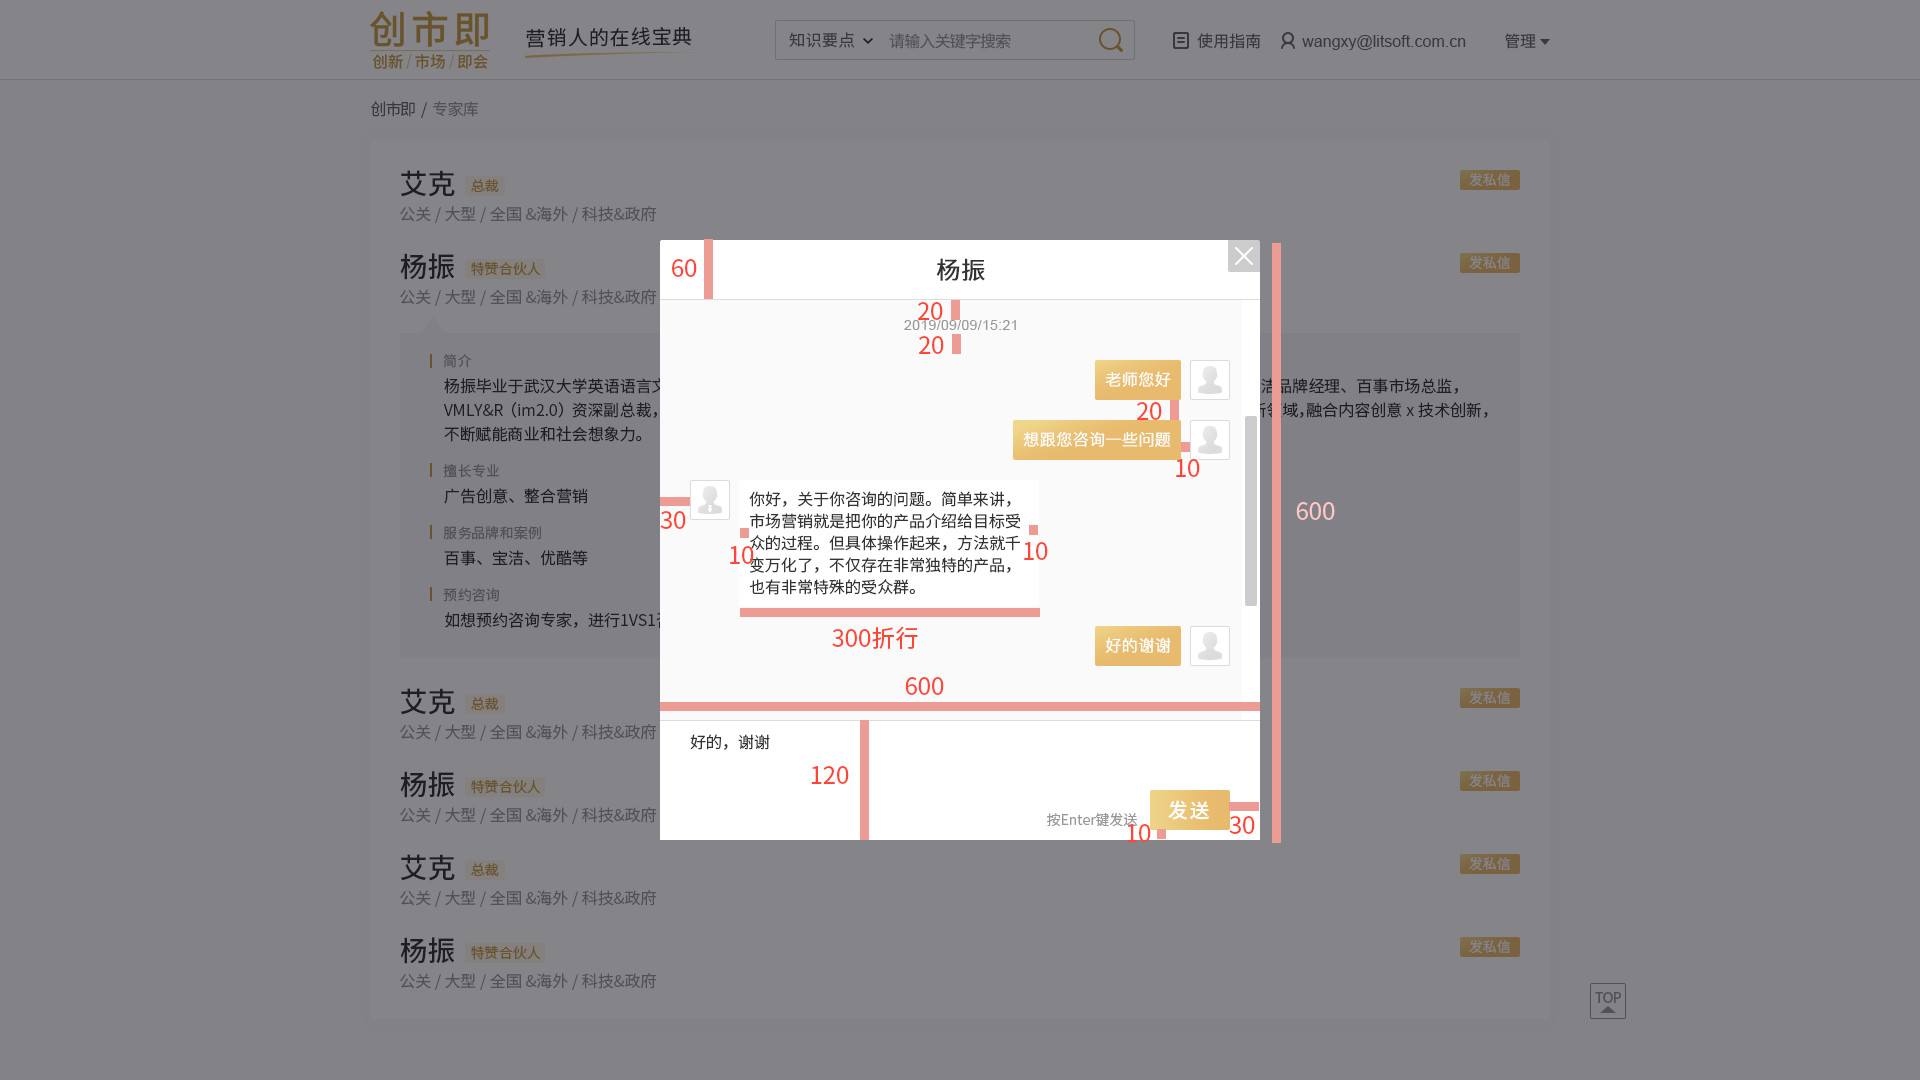 创市即
创新 / 市场 / 即会
营销人的在线宝典
知识要点
请输入关键字搜索
使用指南
wangxy@litsoft.com.cn
管理
创市即 / 专家库
艾克 总裁
发私信
公关 / 大型 / 全国 &海外 / 科技&政府
杨振 特赞合伙人
发私信
公关 / 大型 / 全国 &海外 / 科技&政府
简介
杨振毕业于武汉大学英语语言文
洁品牌经理、百事市场总监，
VMLY&R（im2.0）资深副总裁，
新领域，融合内容创意 x 技术创新，
不断赋能商业和社会想象力。
擅长专业
广告创意、整合营销
服务品牌和案例
百事、宝洁、优酷等
预约咨询
如想预约咨询专家，进行1VS1咨
60
杨振
20
2019/09/09/15:21
20
老师您好
20
想跟您咨询一些问题
10
30
你好，关于你咨询的问题。简单来讲，
市场营销就是把你的产品介绍给目标受
众的过程。但具体操作起来，方法就千
变万化了，不仅存在非常独特的产品，
也有非常特殊的受众群。
10
10
300折行
好的谢谢
600
600
好的，谢谢
120
按Enter键发送
发送
10
30
艾克 总裁
发私信
公关 / 大型 / 全国 &海外 / 科技&政府
杨振 特赞合伙人
发私信
公关 / 大型 / 全国 &海外 / 科技&政府
艾克 总裁
发私信
公关 / 大型 / 全国 &海外 / 科技&政府
杨振 特赞合伙人
发私信
公关 / 大型 / 全国 &海外 / 科技&政府
TOP